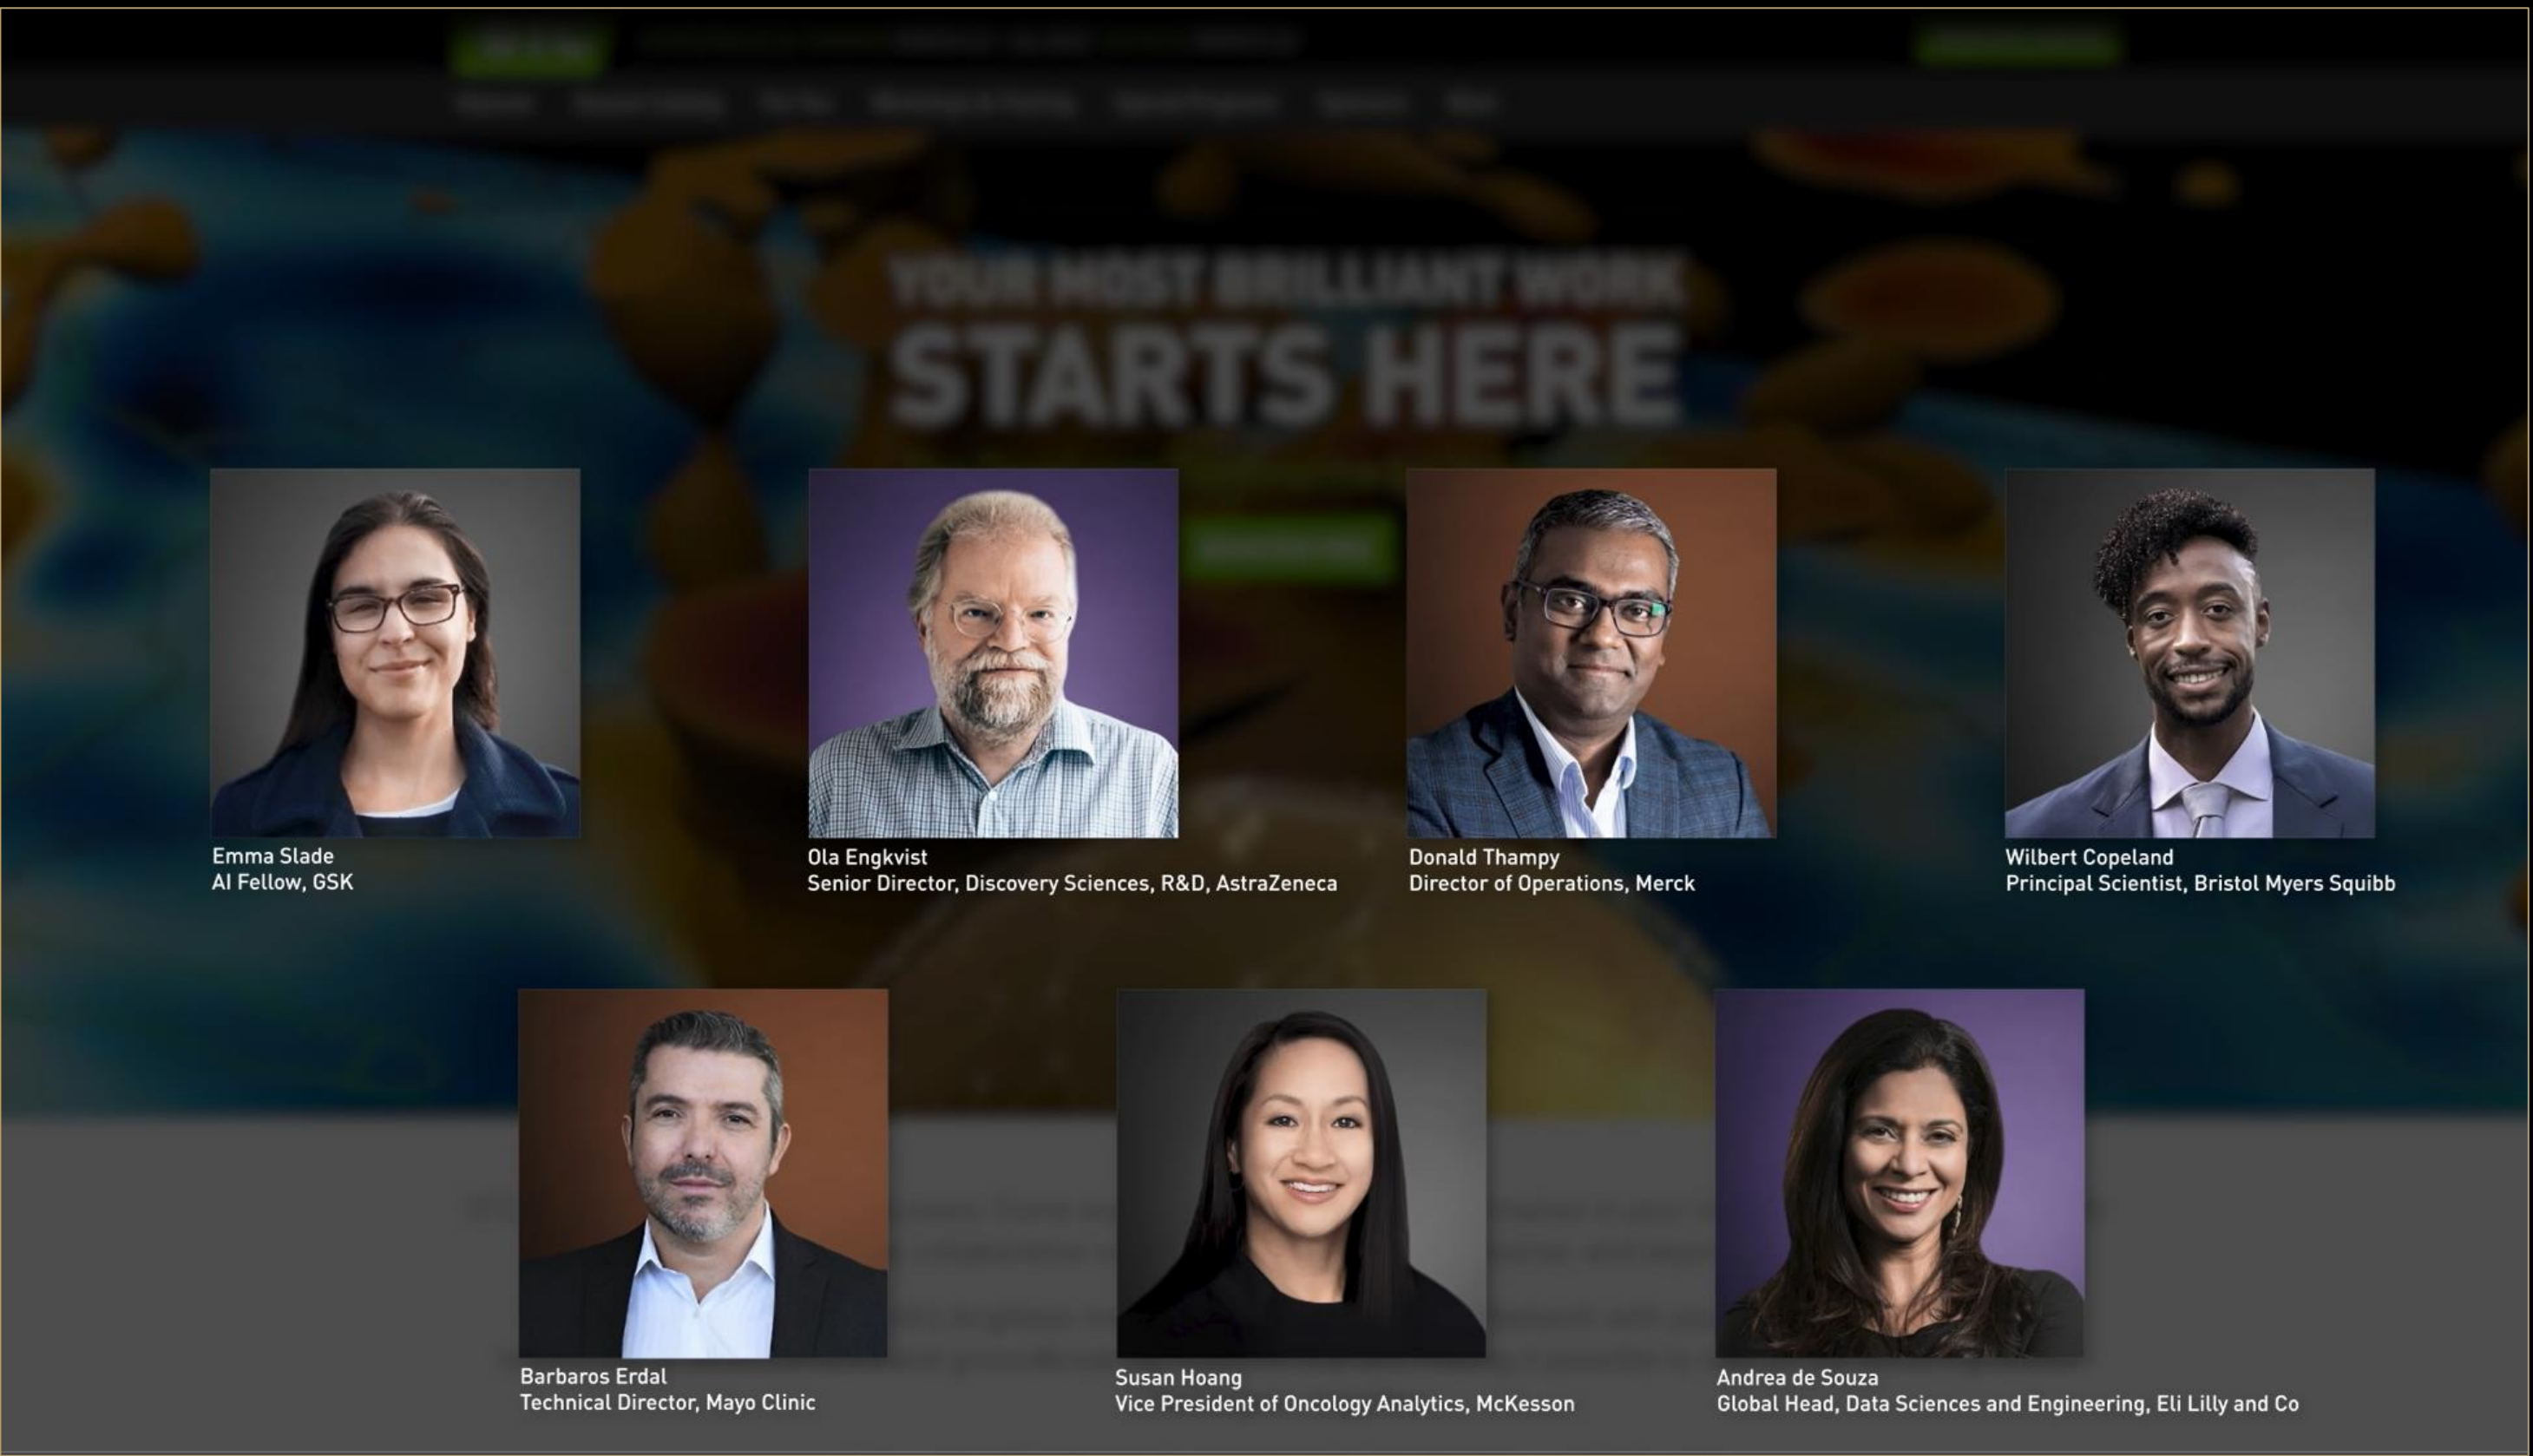 YOUR MOST BRILLIANT WORK
STARTS HERE
Emma Slade
AI Fellow, GSK
Ola Engkvist
Senior Director, Discovery Sciences, R&D, AstraZeneca
Donald Thampy
Director of Operations, Merck
Wilbert Copeland
Principal Scientist, Bristol Myers Squibb
Barbaros Erdal
Technical Director, Mayo Clinic
Susan Hoang
Vice President of Oncology Analytics, McKesson
Andrea de Souza
Global Head, Data Sciences and Engineering, Eli Lilly and Co